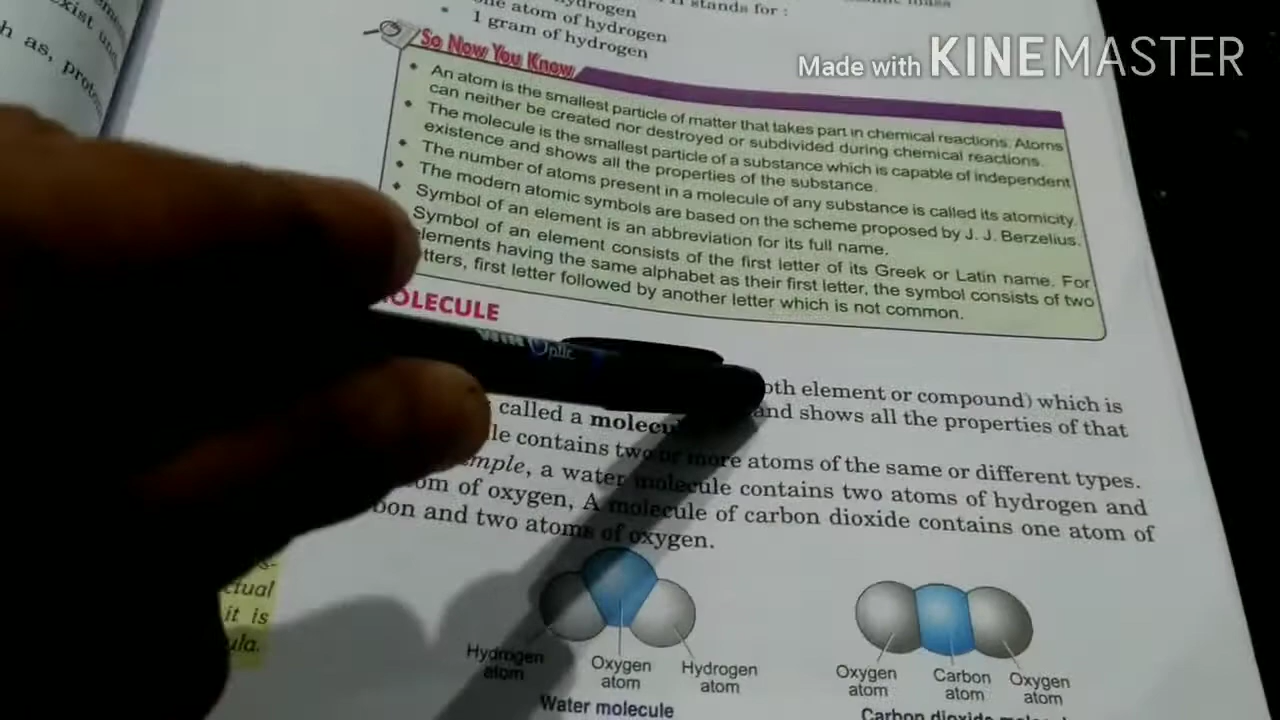 H stands for :
hydrogen
one atom of hydrogen
• 1 gram of hydrogen
Made with KINEMASTER
So Now You Know
• An atom is the smallest particle of matter that takes part in chemical reactions. Atoms
can neither be created nor destroyed or subdivided during chemical reactions.
• The molecule is the smallest particle of a substance which is capable of independent
existence and shows all the properties of the substance.
• The number of atoms present in a molecule of any substance is called its atomicity.
• The modern atomic symbols are based on the scheme proposed by J. J. Berzelius.
• Symbol of an element is an abbreviation for its full name.
Symbol of an element consists of the first letter of its Greek or Latin name. For
elements having the same alphabet as their first letter, the symbol consists of two
tters, first letter followed by another letter which is not common.
OLECULE
Optic
oth element or compound) which is
and shows all the properties of that
called a molecu
le contains two or more atoms of the same or different types.
mple, a water molecule contains two atoms of hydrogen and
om of oxygen, A molecule of carbon dioxide contains one atom of
bon and two atoms of oxygen.
ctual
it is
ula.
Hydrogen atom
Oxygen atom
Hydrogen atom
Water molecule
Oxygen atom
Carbon atom
Oxygen atom
Carbon dioxide